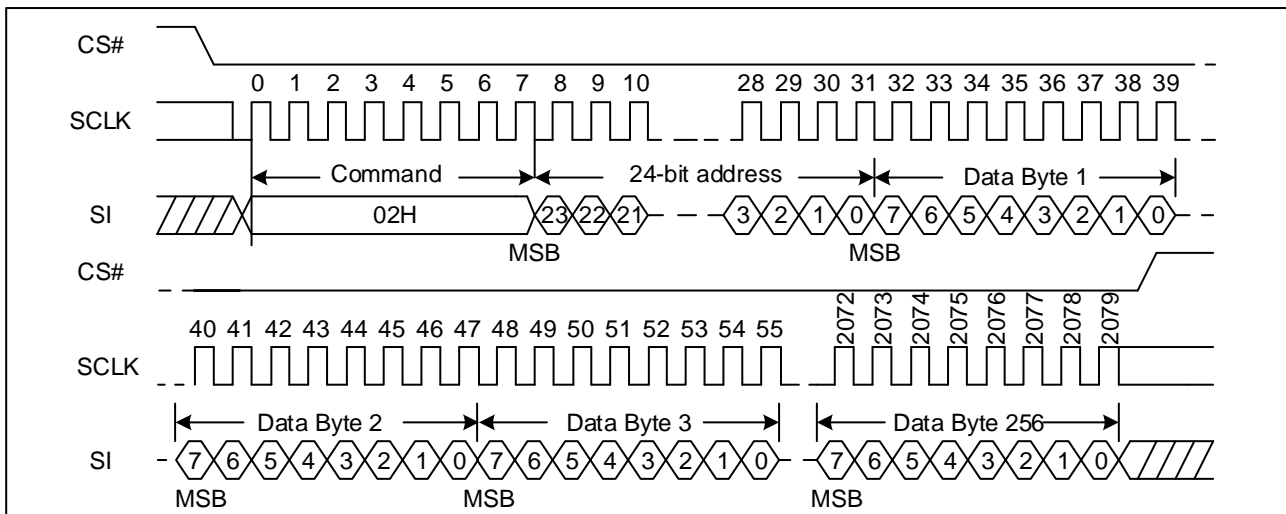 CS#
0 1 2 3 4 5 6 7 8 9 10 28 29 30 31 32 33 34 35 36 37 38 39
SCLK
Command 24-bit address Data Byte 1
SI 02H 23 22 21 3 2 1 0 7 6 5 4 3 2 1 0
MSB MSB
CS#
40 41 42 43 44 45 46 47 48 49 50 51 52 53 54 55 2072 2073 2074 2075 2076 2077 2078 2079
SCLK
Data Byte 2 Data Byte 3 Data Byte 256
SI 7 6 5 4 3 2 1 0 7 6 5 4 3 2 1 0 7 6 5 4 3 2 1 0
MSB MSB MSB